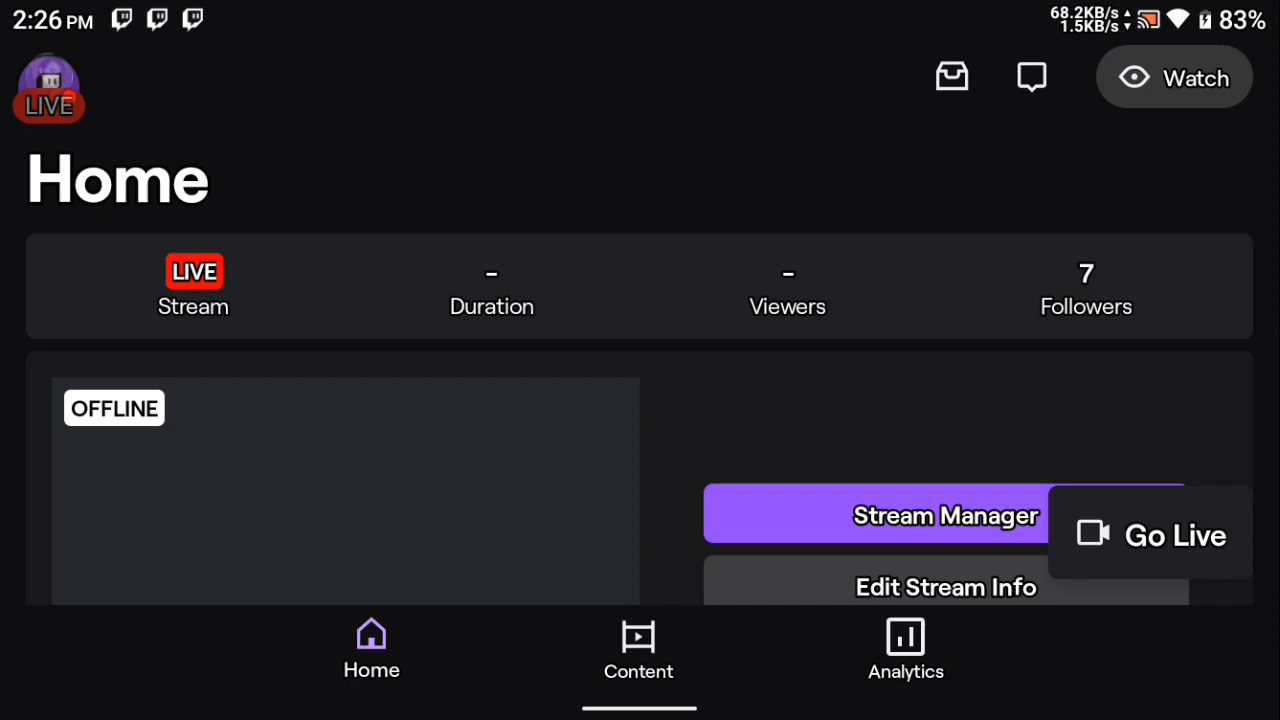 2:26 PM
68.2KB/s
1.5KB/s
83%
LIVE
Watch
Home
LIVE
Stream
-
Duration
-
Viewers
7
Followers
OFFLINE
Stream Manager
Go Live
Edit Stream Info
Home
Content
Analytics